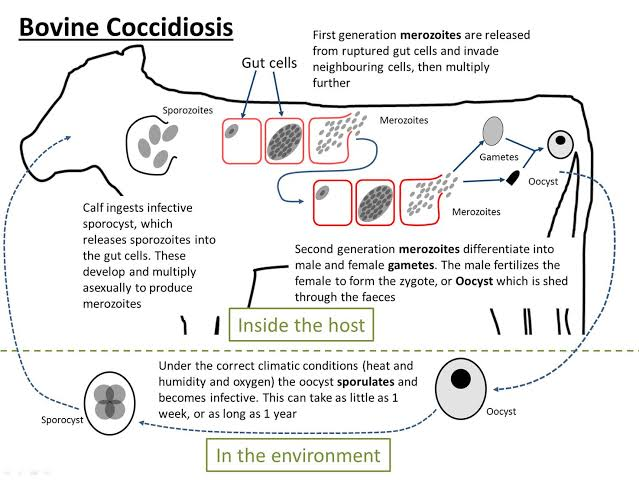 Bovine Coccidiosis
First generation merozoites are released
from ruptured gut cells and invade
neighbouring cells, then multiply
further
Gut cells
Sporozoites
Merozoites
Gametes
Oocyst
Merozoites
Calf ingests infective
sporocyst, which
releases sporozoites into
the gut cells. These
develop and multiply
asexually to produce
merozoites
Second generation merozoites differentiate into
male and female gametes. The male fertilizes the
female to form the zygote, or Oocyst which is shed
through the faeces
Inside the host
Under the correct climatic conditions (heat and
humidity and oxygen) the oocyst sporulates and
becomes infective. This can take as little as 1
week, or as long as 1 year
Sporocyst
Oocyst
In the environment